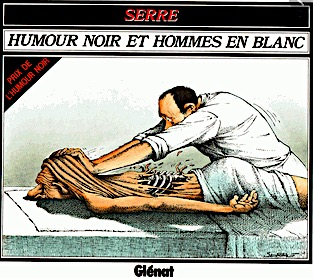 SERRE
HUMOUR NOIR ET HOMMES EN BLANC
PRIX DE
L'HUMOUR NOIR
Glénat